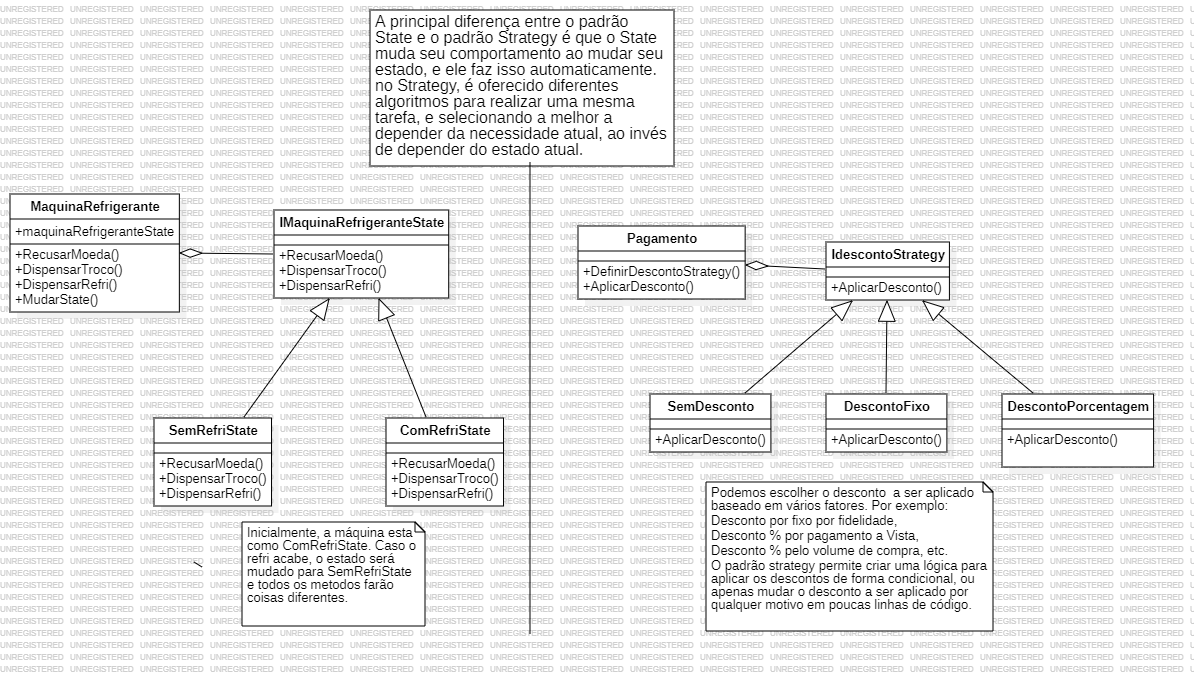 A principal diferença entre o padrão
State e o padrão Strategy é que o State
muda seu comportamento ao mudar seu
estado, e ele faz isso automaticamente.
no Strategy, é oferecido diferentes
algoritmos para realizar uma mesma
tarefa, e selecionando a melhor a
depender da necessidade atual, ao invés
de depender do estado atual.
MaquinaRefrigerante
+maquinaRefrigeranteState
+RecusarMoeda()
+DispensarTroco()
+DispensarRefri()
+MudarState()
IMaquinaRefrigeranteState
+RecusarMoeda()
+DispensarTroco()
+DispensarRefri()
SemRefriState
+RecusarMoeda()
+DispensarTroco()
+DispensarRefri()
ComRefriState
+RecusarMoeda()
+DispensarTroco()
+DispensarRefri()
Inicialmente, a máquina esta
como ComRefriState. Caso o
refri acabe, o estado será
mudado para SemRefriState
e todos os metodos farão
coisas diferentes.
Pagamento
+DefinirDescontoStrategy()
+AplicarDesconto()
IdescontoStrategy
+AplicarDesconto()
SemDesconto
+AplicarDesconto()
DescontoFixo
+AplicarDesconto()
DescontoPorcentagem
+AplicarDesconto()
Podemos escolher o desconto  a ser aplicado
baseado em vários fatores. Por exemplo:
Desconto por fixo por fidelidade,
Desconto % por pagamento a Vista,
Desconto % pelo volume de compra, etc.
O padrão strategy permite criar uma lógica para
aplicar os descontos de forma condicional, ou
apenas mudar o desconto a ser aplicado por
qualquer motivo em poucas linhas de código.
UNREGISTERED